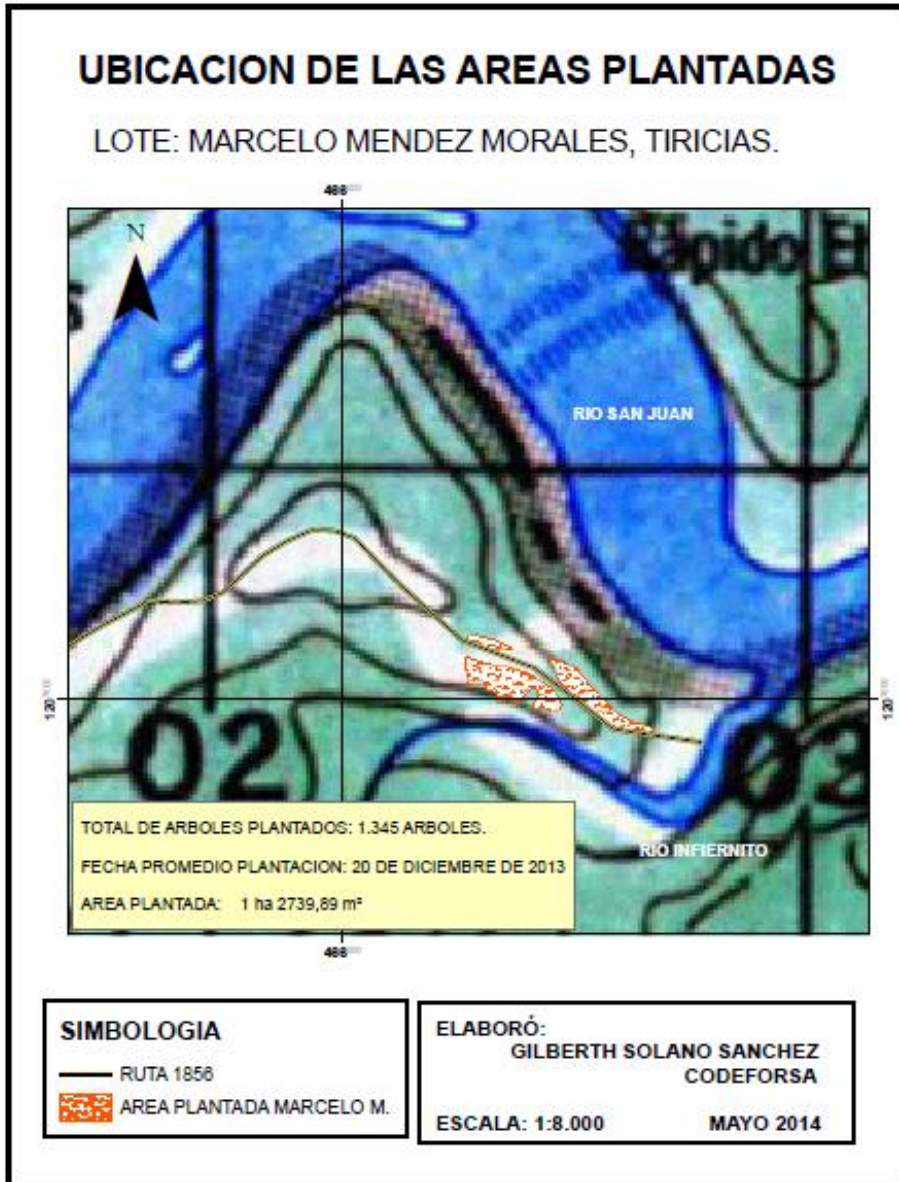 UBICACION DE LAS AREAS PLANTADAS
LOTE: MARCELO MENDEZ MORALES, TIRICIAS.
466
N
Rápido El
RIO SAN JUAN
120
120
02
03
TOTAL DE ARBOLES PLANTADOS: 1.345 ARBOLES.
FECHA PROMEDIO PLANTACION: 20 DE DICIEMBRE DE 2013
AREA PLANTADA: 1 ha 2739,89 m²
RIO INFIERNITO
466
SIMBOLOGIA
RUTA 1856
AREA PLANTADA MARCELO M.
ELABORÓ:
GILBERTH SOLANO SANCHEZ
CODEFORSA
ESCALA: 1:8.000 MAYO 2014